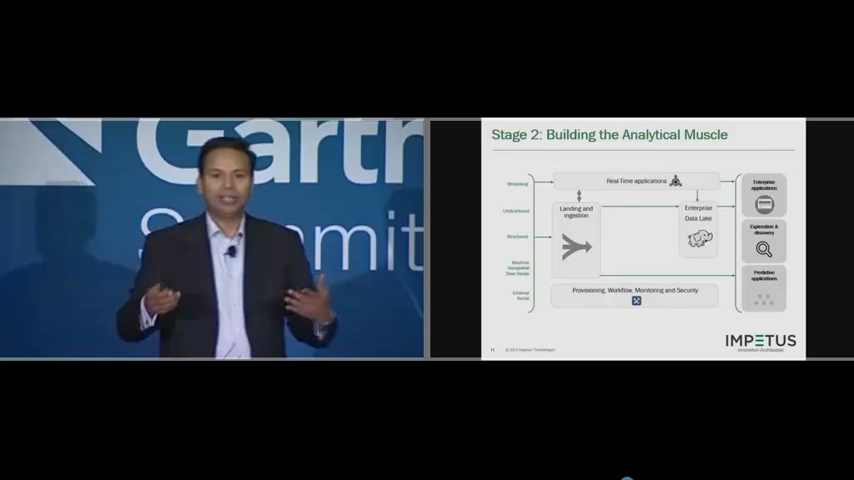 Gartn
Summit
Stage 2: Building the Analytical Muscle
Streaming
Unstructured
Structured
Machine
Geospatial
Time Series
External
Social
Real-Time applications
Landing and
ingestion
Enterprise
Data Lake
Provisioning, Workflow, Monitoring and Security
Enterprise
applications
Exploration &
discovery
Predictive
applications
IMPETUS
11